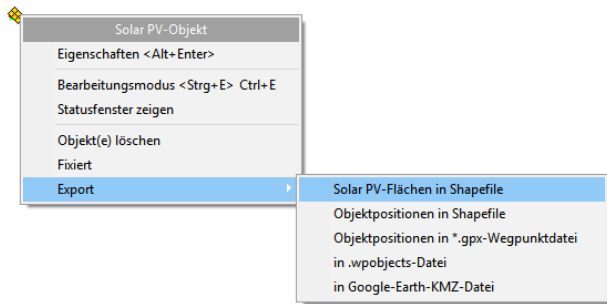 Solar PV-Objekt
Eigenschaften <Alt+Enter>
Bearbeitungsmodus <Strg+E> Ctrl+E
Statusfenster zeigen
Objekt(e) löschen
Fixiert
Export
Solar PV-Flächen in Shapefile
Objektpositionen in Shapefile
Objektpositionen in *.gpx-Wegpunktdatei
in .wpobjects-Datei
in Google-Earth-KMZ-Datei